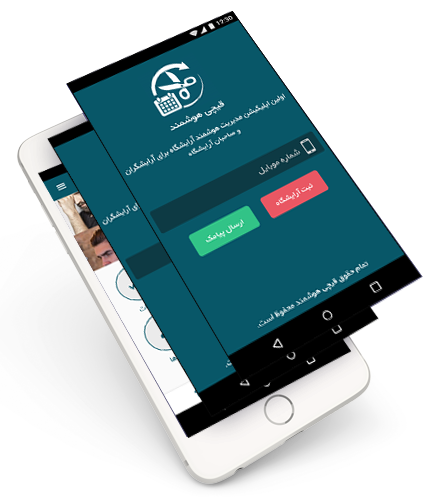 12:30
قیچی هوشمند
اولین اپلیکیشن مدیریت هوشمند آرایشگاه برای آرایشگران
و صاحبان آرایشگاه
شماره موبایل
ثبت آرایشگاه
ارسال پیامک
تمام حقوق قیچی هوشمند محفوظ است.